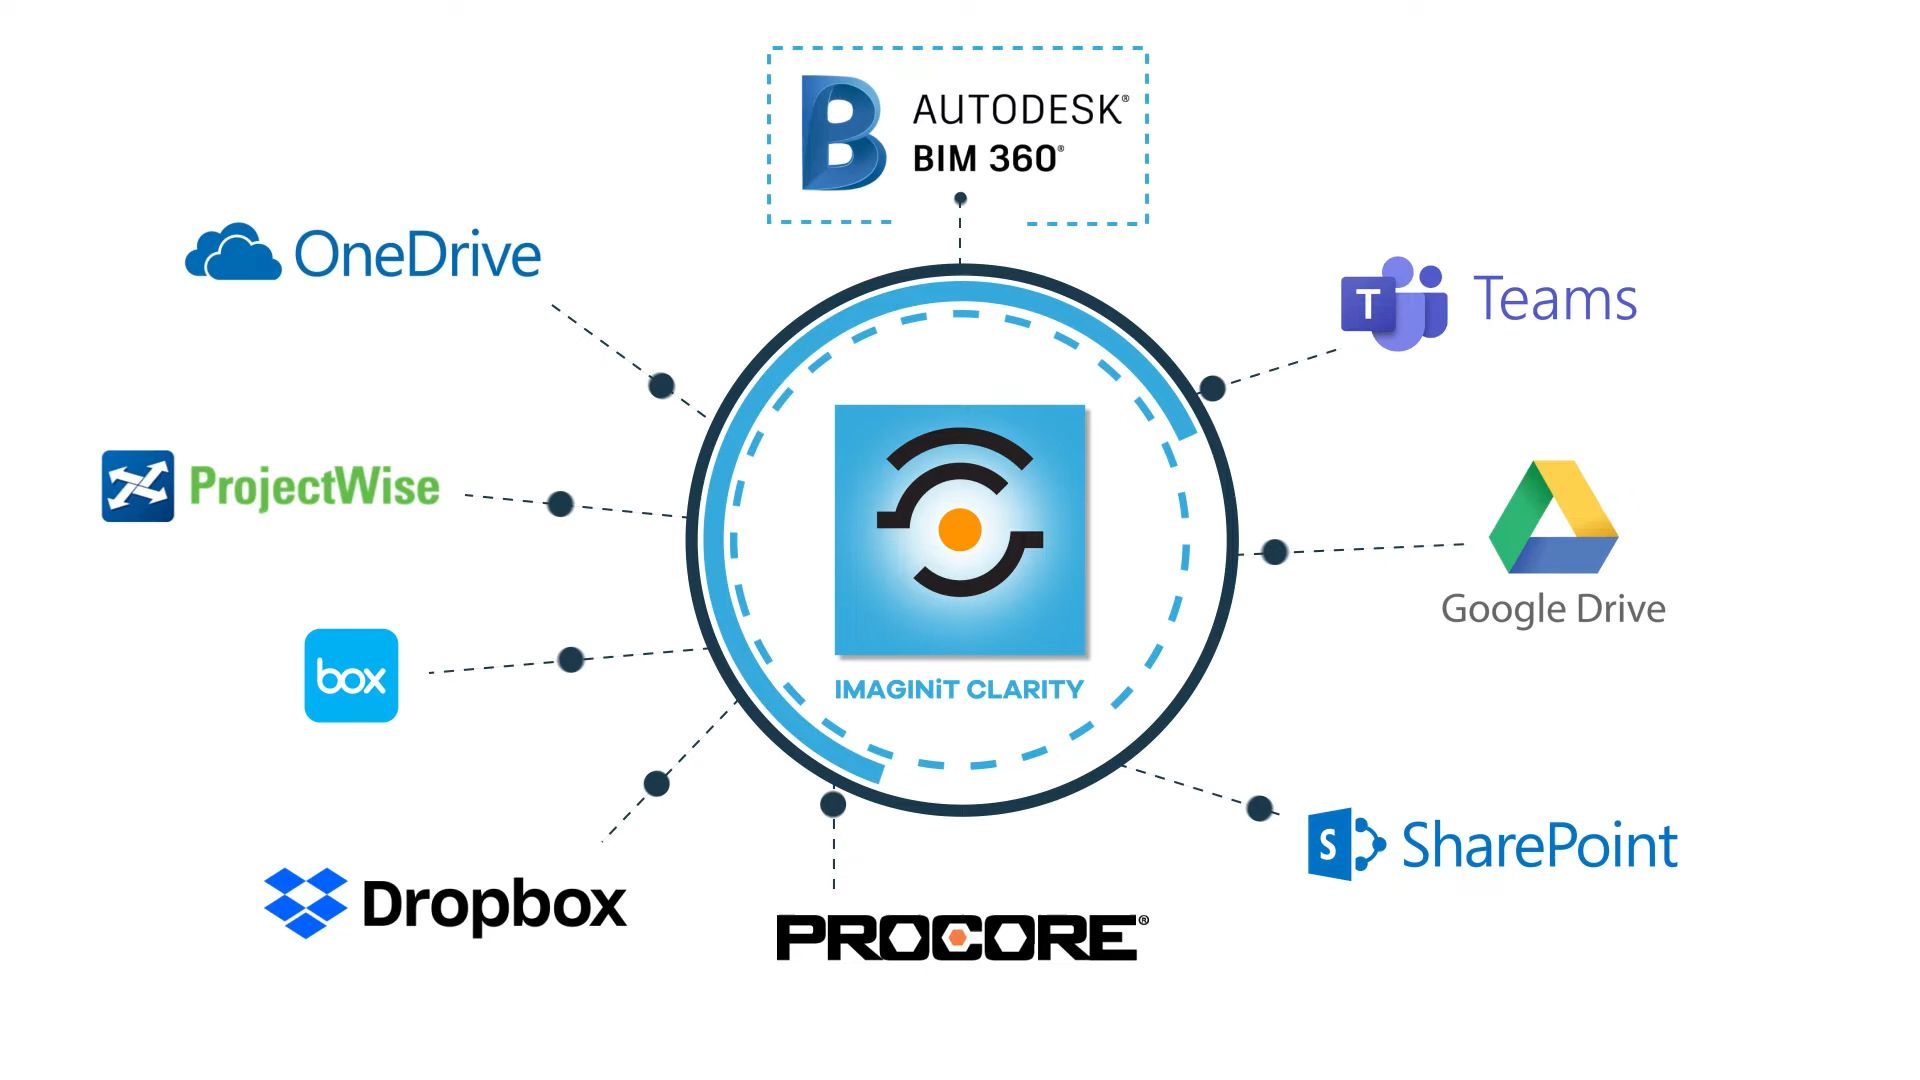 AUTODESK®
BIM 360®
OneDrive
T Teams
ProjectWise
Google Drive
box
IMAGINiT CLARITY
S SharePoint
Dropbox
PROCORE®